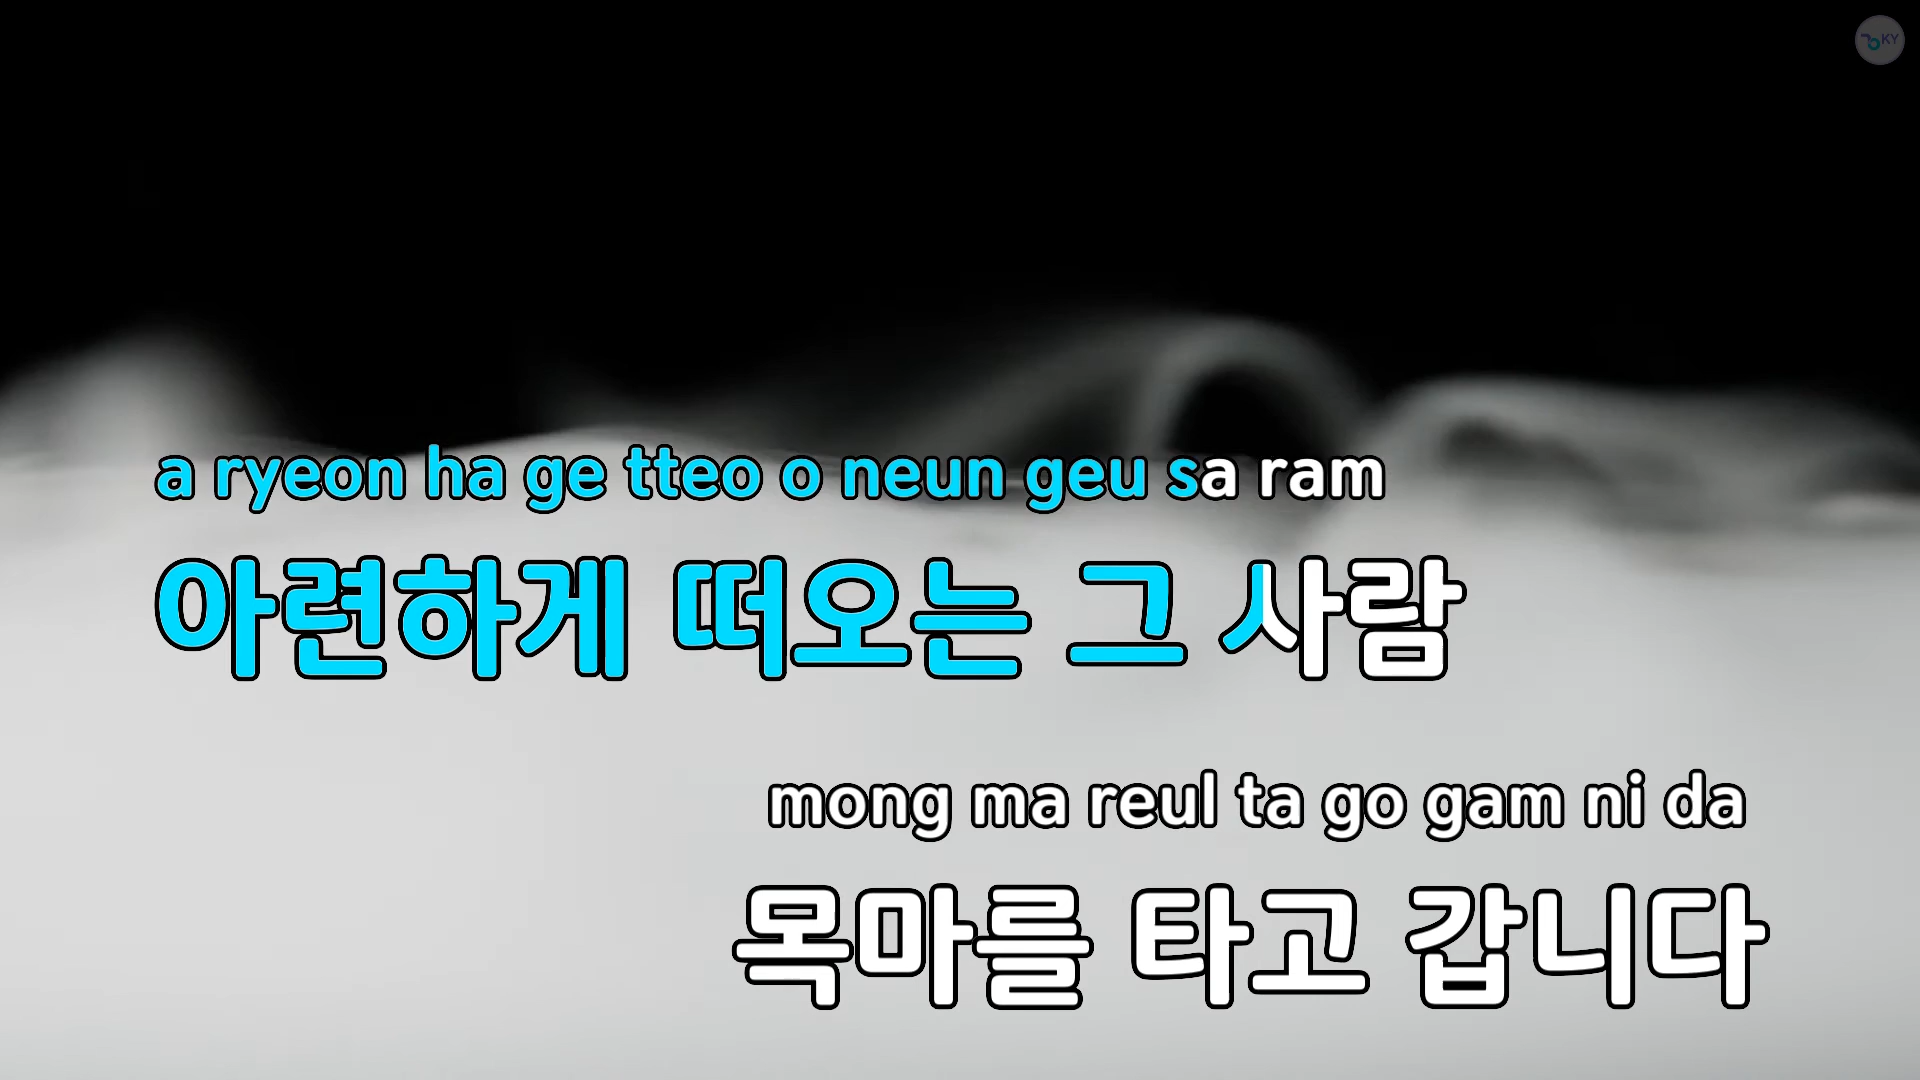 KY
a ryeon ha ge tteo o neun geu sa ram
아련하게 떠오는 그 사람
mong ma reul ta go gam ni da
목마를 타고 갑니다